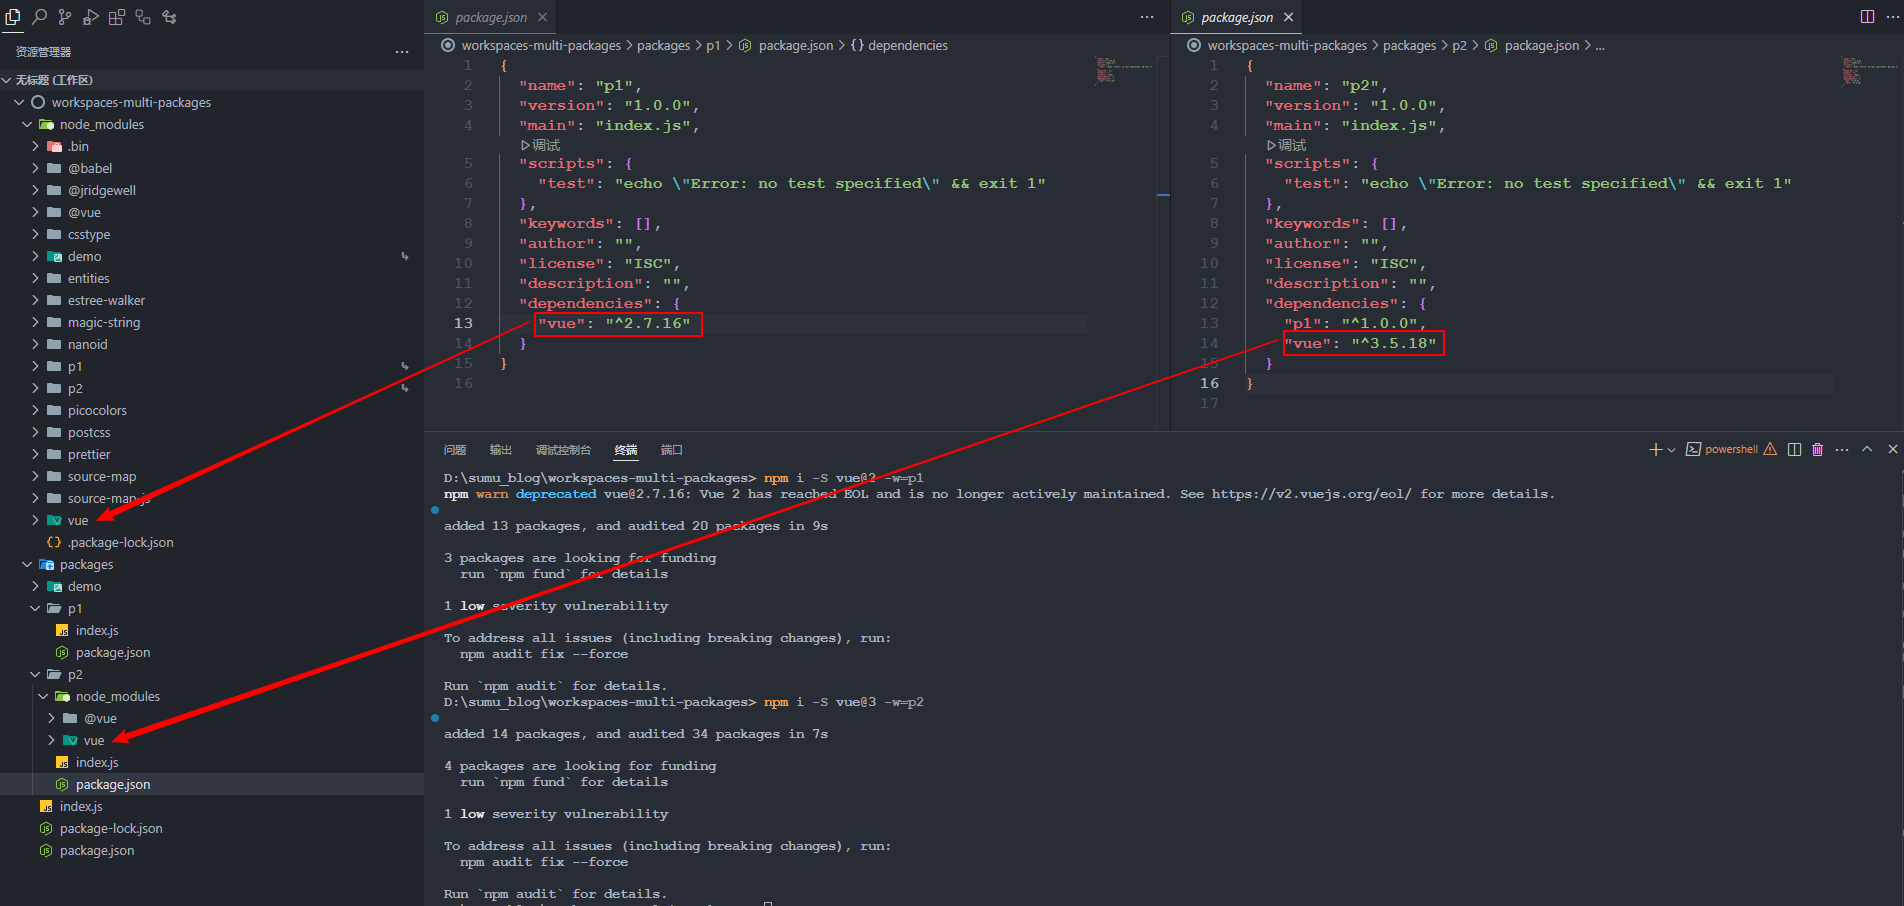 资源管理器
无标题 (工作区)
workspaces-multi-packages
node_modules
.bin
@babel
@jridgewell
@vue
csstype
demo
entities
estree-walker
magic-string
nanoid
p1
p2
picocolors
postcss
prettier
source-map
source-map-js
vue
.package-lock.json
packages
demo
p1
index.js
package.json
p2
node_modules
@vue
vue
index.js
package.json
index.js
package-lock.json
package.json
package.json
workspaces-multi-packages > packages > p1 > package.json > {} dependencies
1 {
2 "name": "p1",
3 "version": "1.0.0",
4 "main": "index.js",
调试
5 "scripts": {
6 "test": "echo \"Error: no test specified\" && exit 1"
7 },
8 "keywords": [],
9 "author": "",
10 "license": "ISC",
11 "description": "",
12 "dependencies": {
13 "vue": "^2.7.16"
14 }
15 }
16
package.json
workspaces-multi-packages > packages > p2 > package.json > ...
1 {
2 "name": "p2",
3 "version": "1.0.0",
4 "main": "index.js",
调试
5 "scripts": {
6 "test": "echo \"Error: no test specified\" && exit 1"
7 },
8 "keywords": [],
9 "author": "",
10 "license": "ISC",
11 "description": "",
12 "dependencies": {
13 "p1": "^1.0.0",
14 "vue": "^3.5.18"
15 }
16 }
17
问题 输出 调试控制台 终端 端口
powershell
D:\sumu_blog\workspaces-multi-packages> npm i -S vue@2 -w=p1
npm warn deprecated vue@2.7.16: Vue 2 has reached EOL and is no longer actively maintained. See https://v2.vuejs.org/eol/ for more details.
added 13 packages, and audited 20 packages in 9s
3 packages are looking for funding
run `npm fund` for details
1 low severity vulnerability
To address all issues (including breaking changes), run:
npm audit fix --force
Run `npm audit` for details.
D:\sumu_blog\workspaces-multi-packages> npm i -S vue@3 -w=p2
added 14 packages, and audited 34 packages in 7s
4 packages are looking for funding
run `npm fund` for details
1 low severity vulnerability
To address all issues (including breaking changes), run:
npm audit fix --force
Run `npm audit` for details.